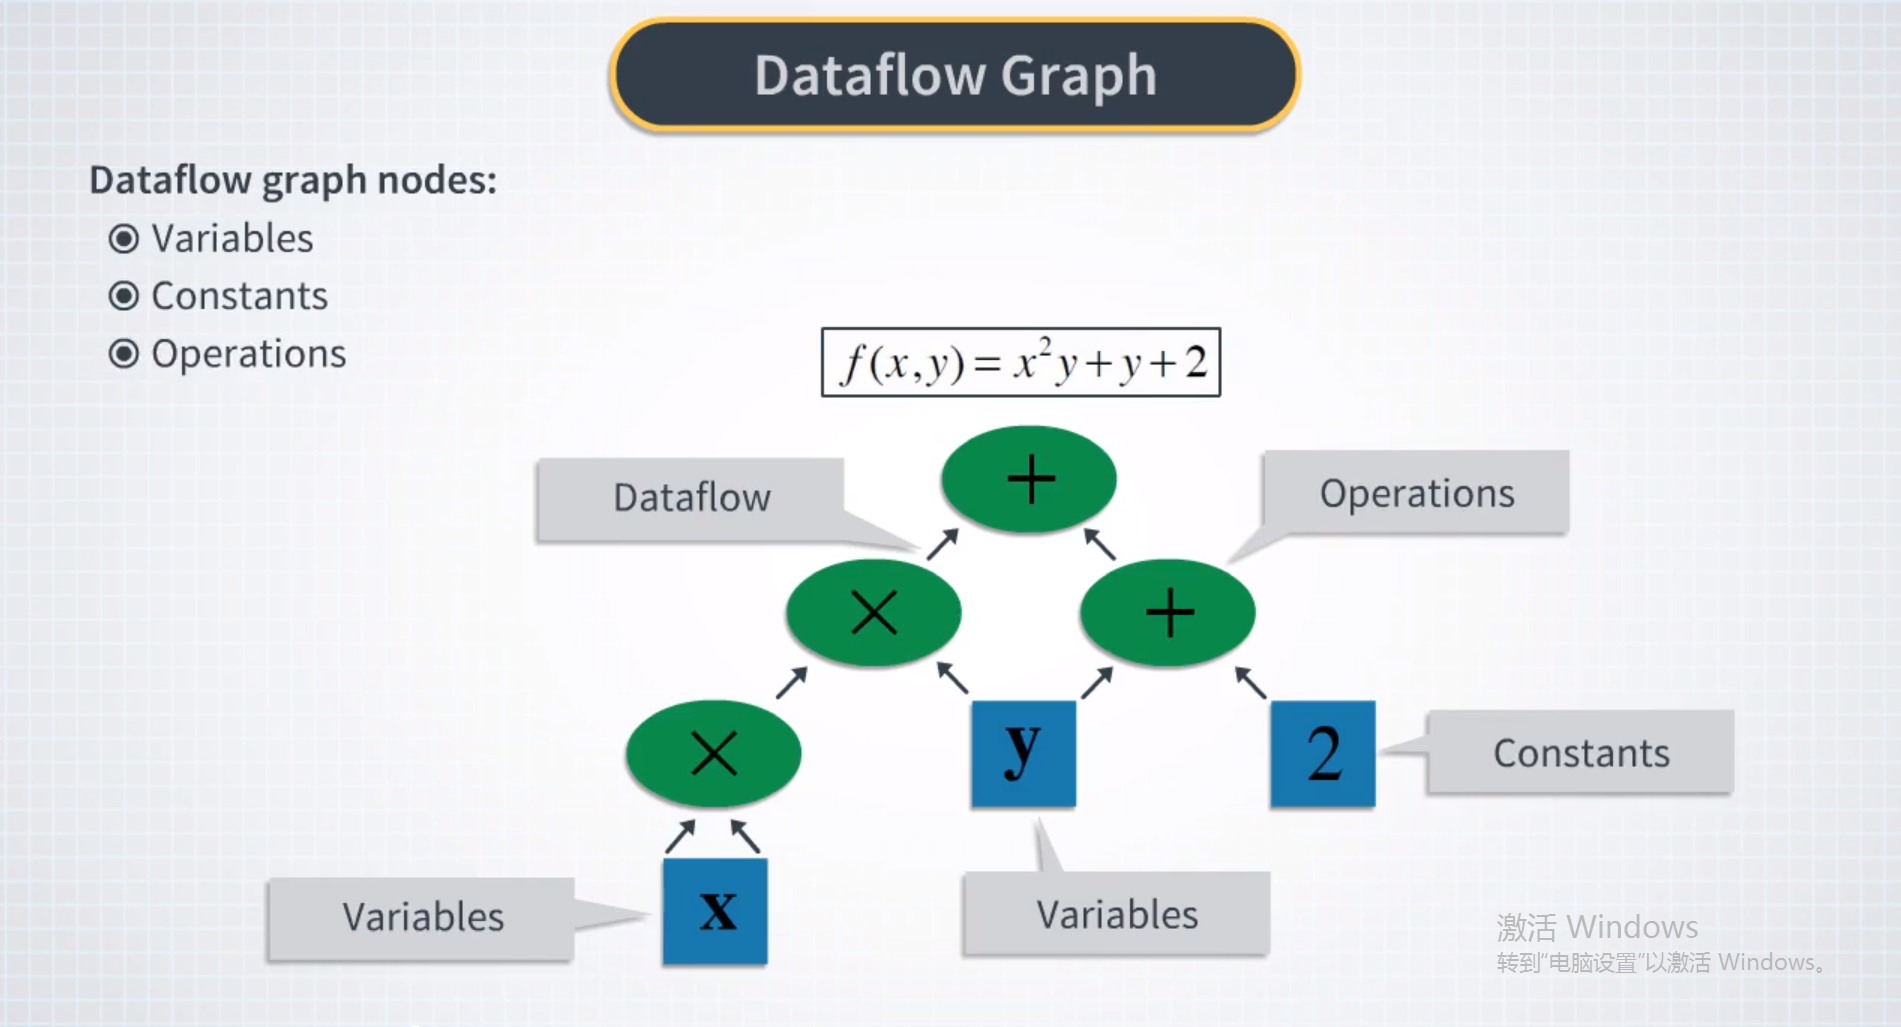 Dataflow Graph
Dataflow graph nodes:
Variables
Constants
Operations
f(x,y)=x²y+y+2
+
Dataflow
Operations
×
+
×
y
2
Constants
Variables
x
Variables
激活 Windows
转到“电脑设置”以激活 Windows。